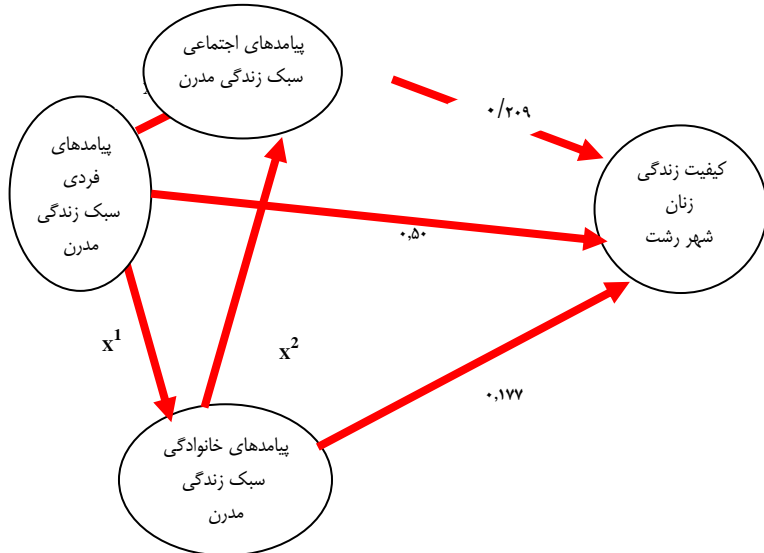 پیامدهای اجتماعی
سبک زندگی مدرن
۰/۲۰۹
پیامدهای
فردی
سبک زندگی
مدرن
کیفیت زندگی
زنان
شهر رشت
۰,۵۰
x¹
x²
۰,۱۷۷
پیامدهای خانوادگی
سبک زندگی
مدرن